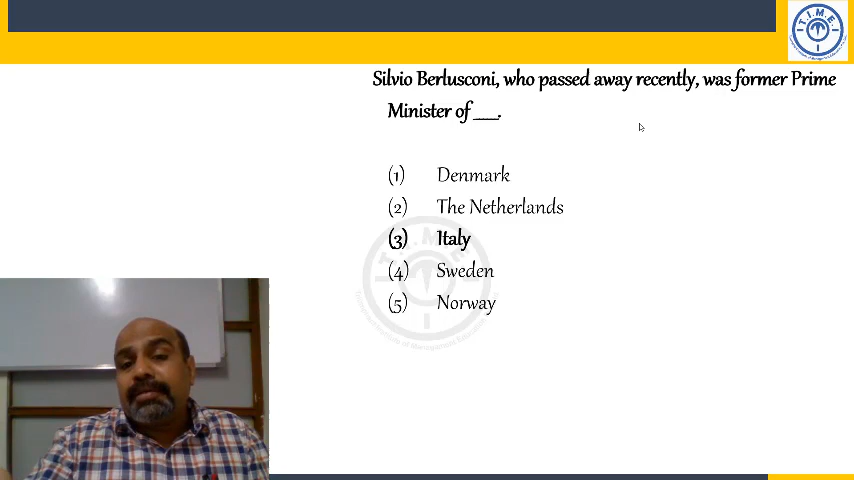 T.I.M.E.
Silvio Berlusconi, who passed away recently, was former Prime
Minister of ___.
(1) Denmark
(2) The Netherlands
(3) Italy
(4) Sweden
(5) Norway